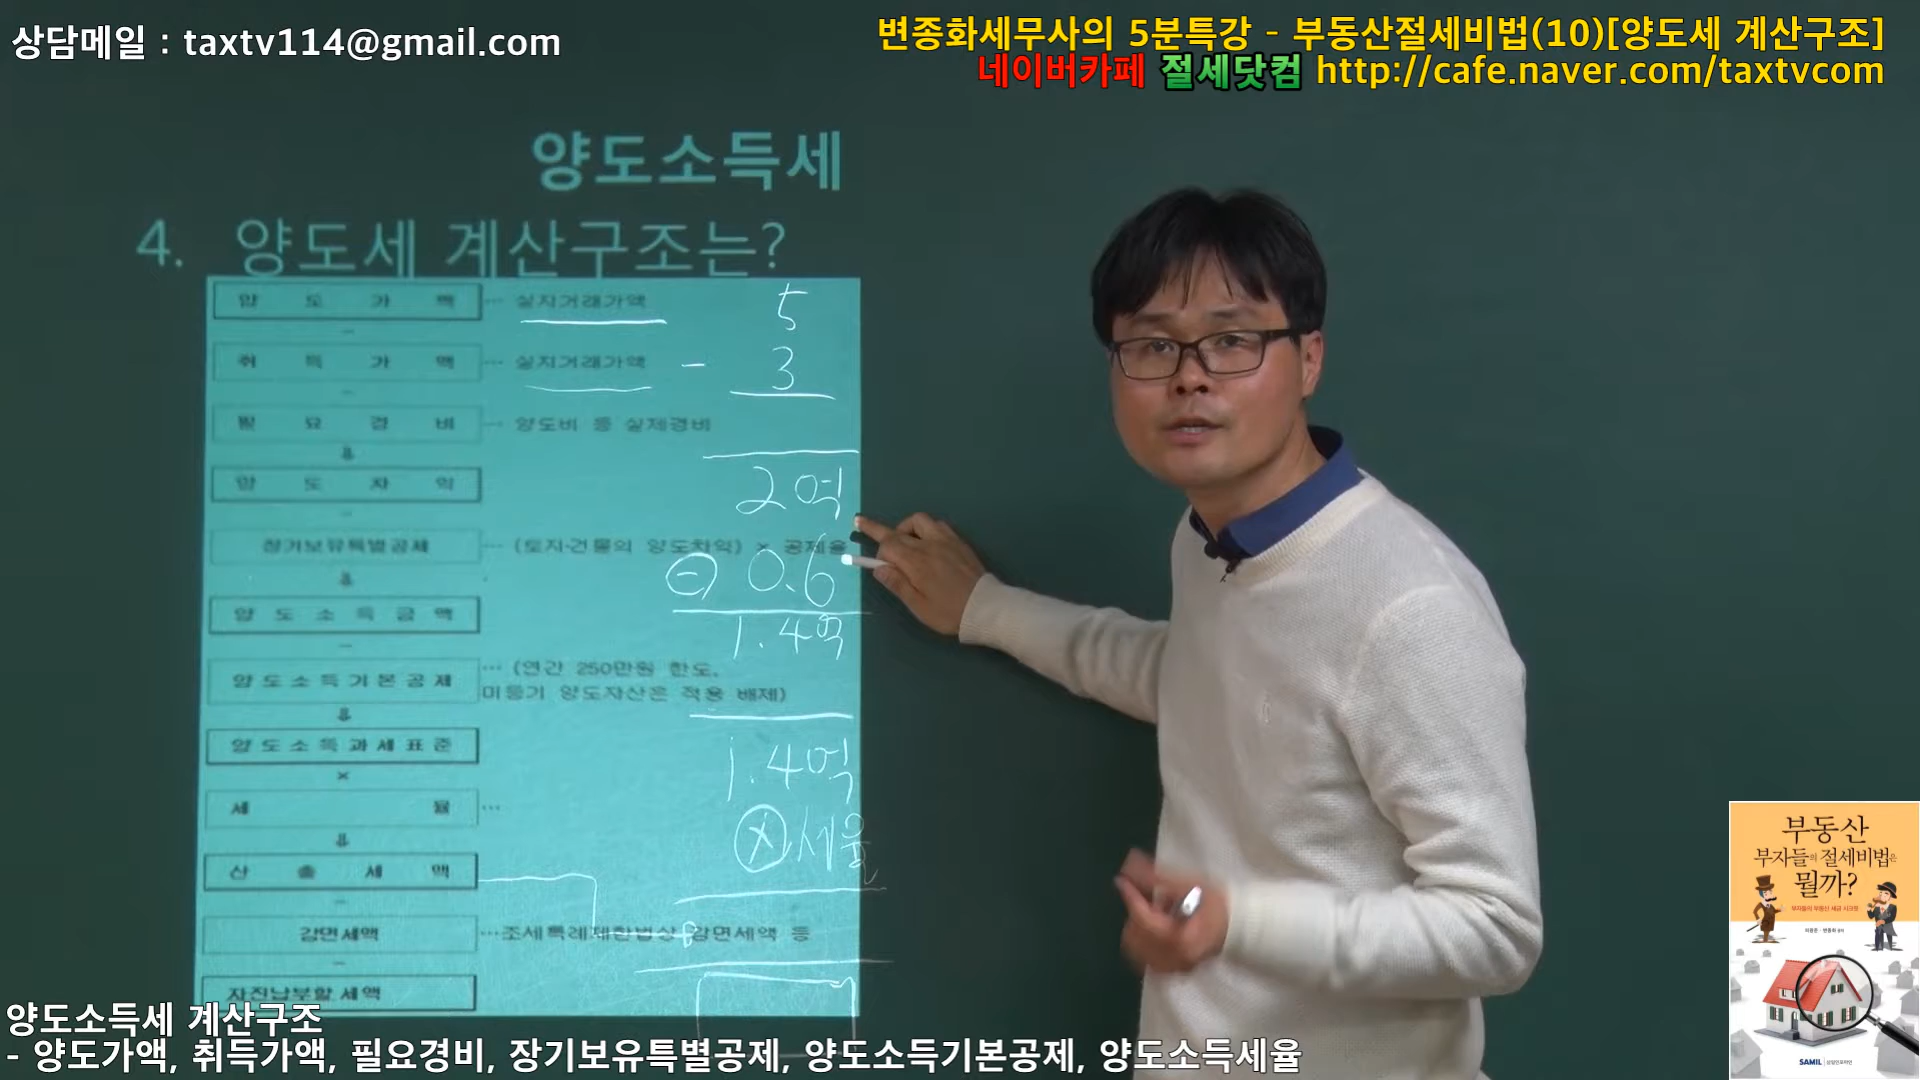 상담메일 : taxtv114@gmail.com
변종화세무사의 5분특강 - 부동산절세비법(10)[양도세 계산구조]
네이버카페 절세닷컴 http://cafe.naver.com/taxtvcom
양도소득세
4. 양도세 계산구조는?
양 도 가 액 … 실지거래가액 5
-
취 득 가 액 … 실지거래가액 - 3
-
필 요 경 비 … 양도비 등 실제경비
⇩
양 도 차 익 2억
-
장기보유특별공제 … (토지·건물의 양도차익) × 공제율
⊖ 0.6
⇩
양 도 소 득 금 액 1.4억
-
양 도 소 득 기 본 공 제 … (연간 250만원 한도,
미등기 양도자산은 적용 배제)
⇩
양 도 소 득 과 세 표 준 1.4억
×
세 율 … ⓧ세율
⇩
산 출 세 액
-
감면세액 …조세특례제한법상 감면세액 등
-
자진납부할 세액
양도소득세 계산구조
- 양도가액, 취득가액, 필요경비, 장기보유특별공제, 양도소득기본공제, 양도소득세율
부동산
부자들의 절세비법은
뭘까?
SAMIL